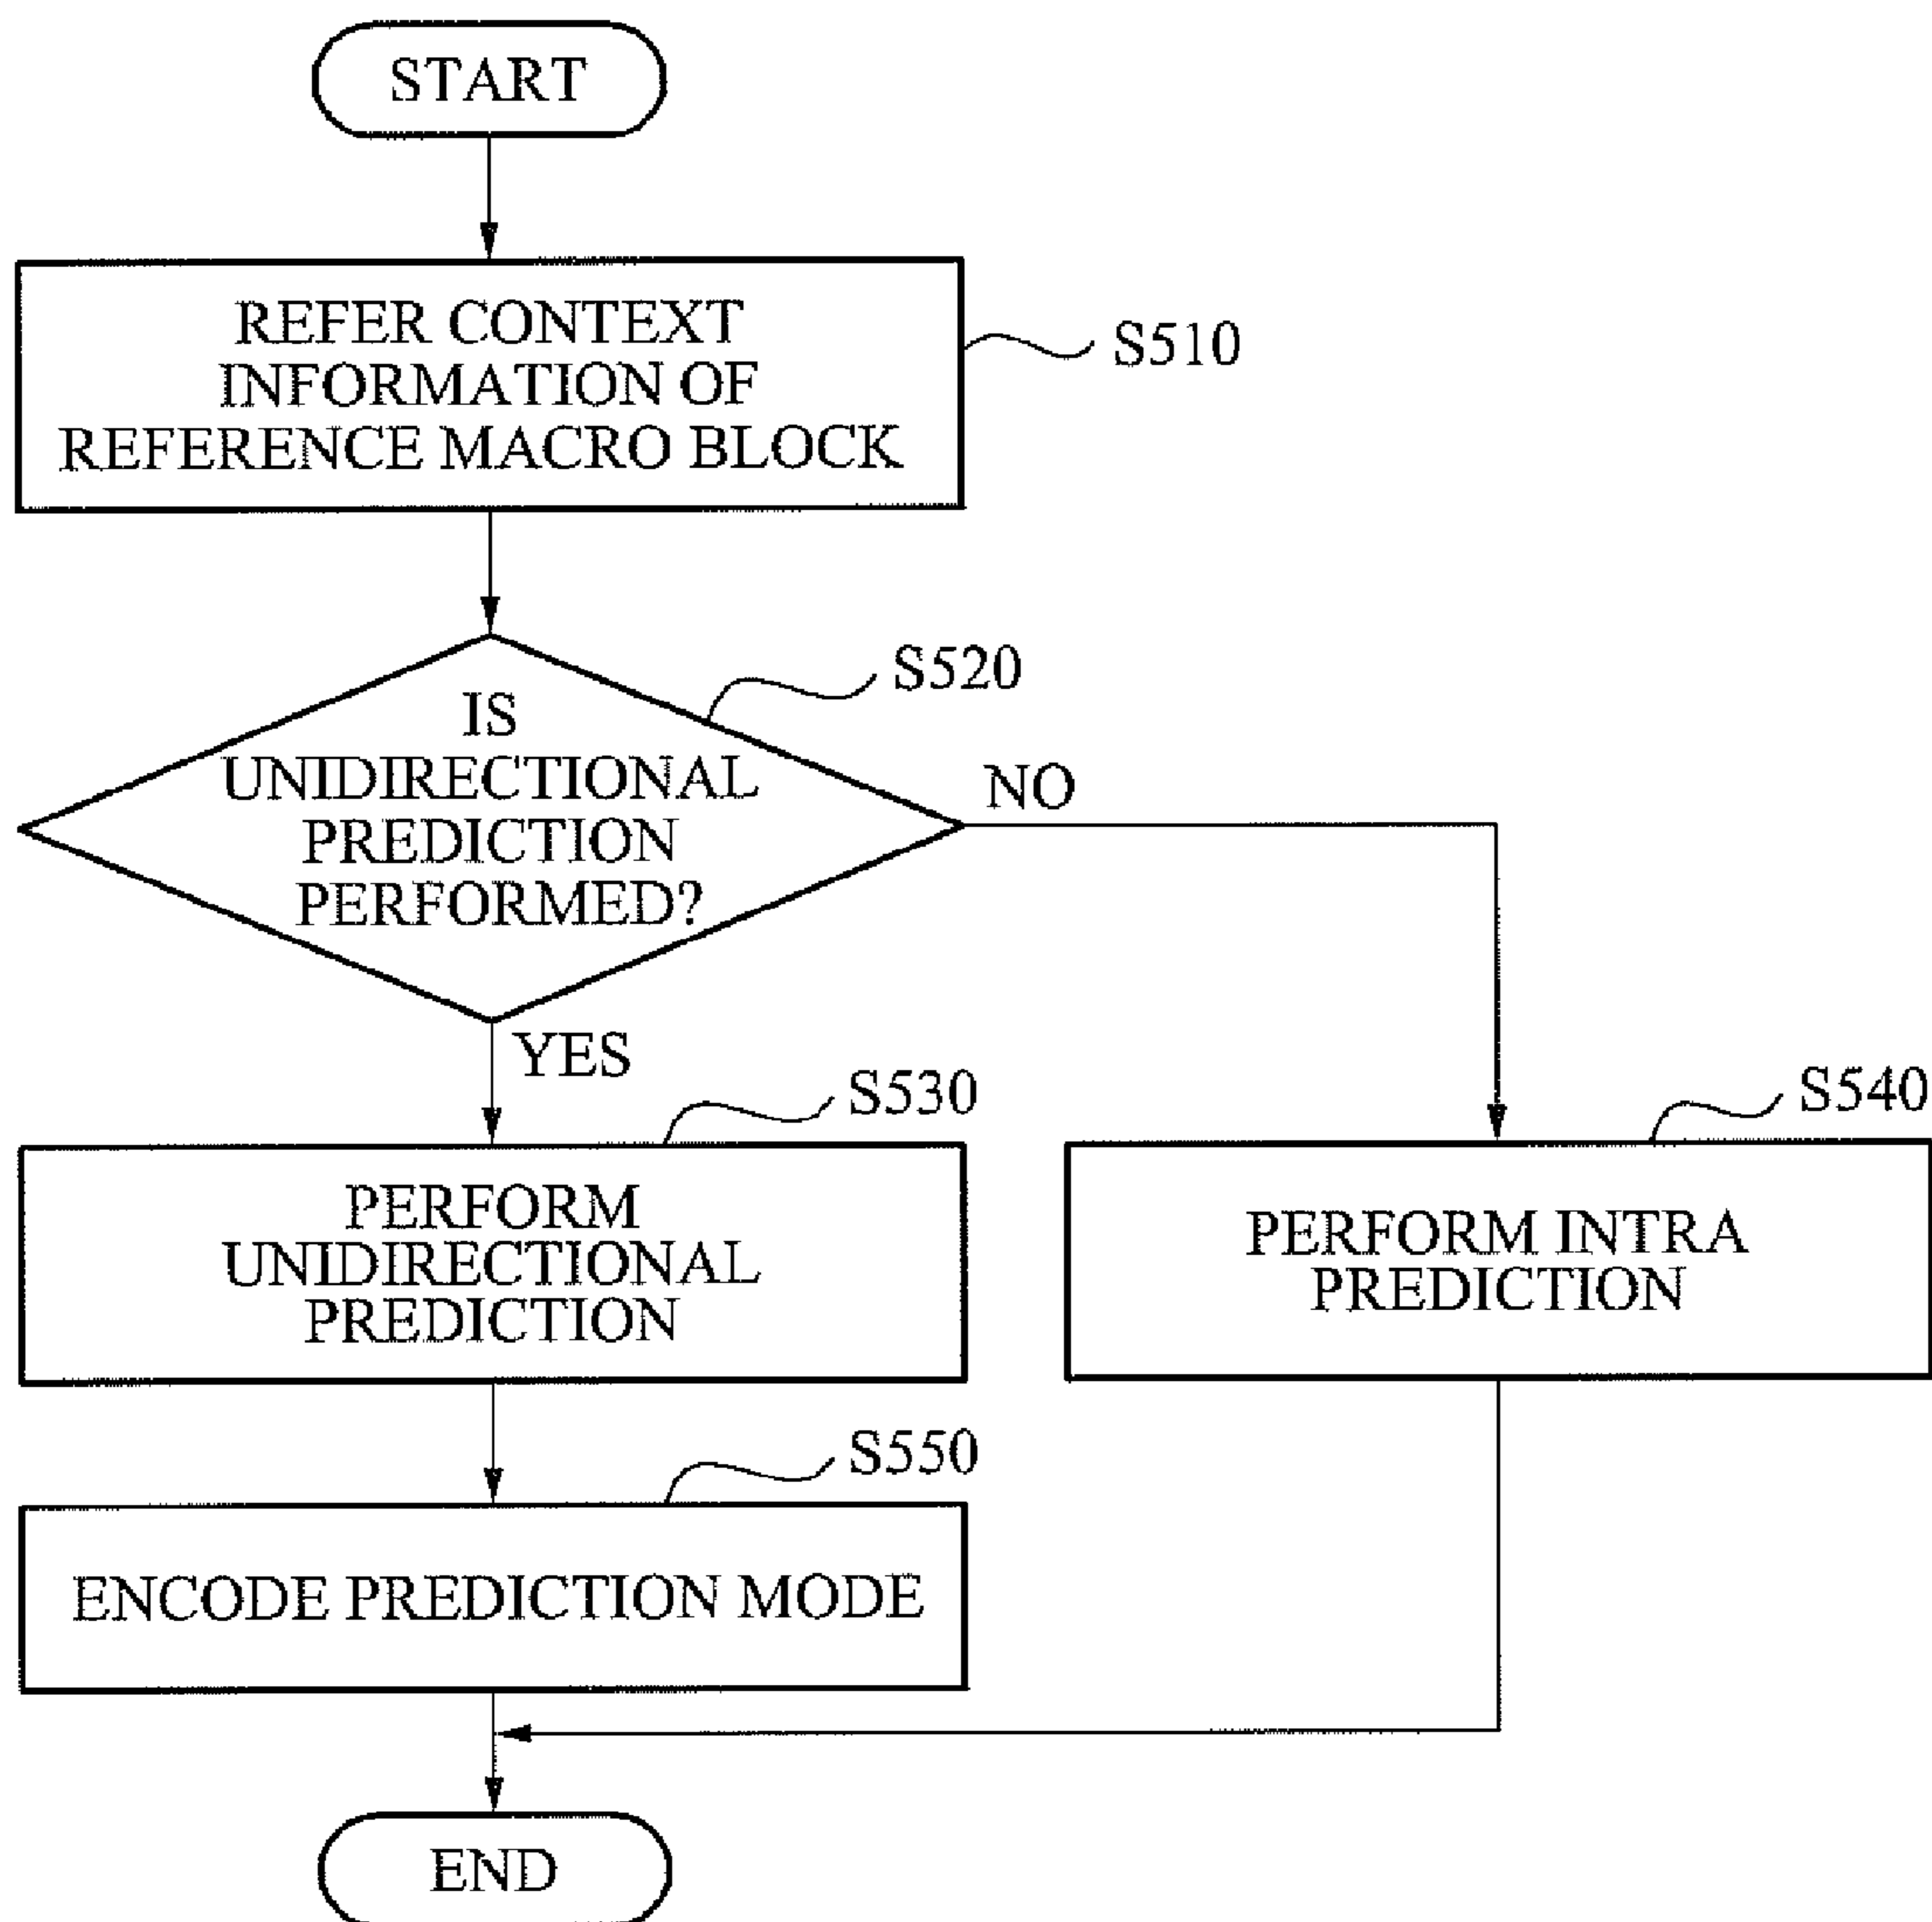 START
REFER CONTEXT
INFORMATION OF
REFERENCE MACRO BLOCK
S510
S520
IS
UNIDIRECTIONAL
PREDICTION
PERFORMED?
NO
YES
S530
PERFORM
UNIDIRECTIONAL
PREDICTION
S540
PERFORM INTRA
PREDICTION
S550
ENCODE PREDICTION MODE
END